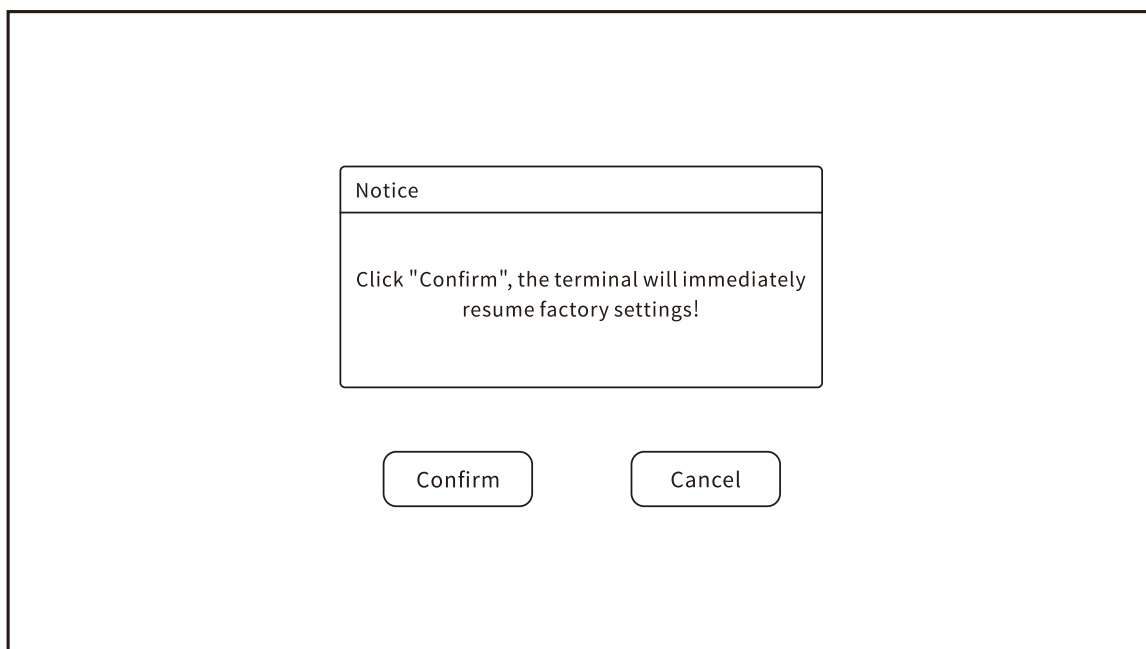 Notice
Click "Confirm", the terminal will immediately
resume factory settings!
Confirm
Cancel